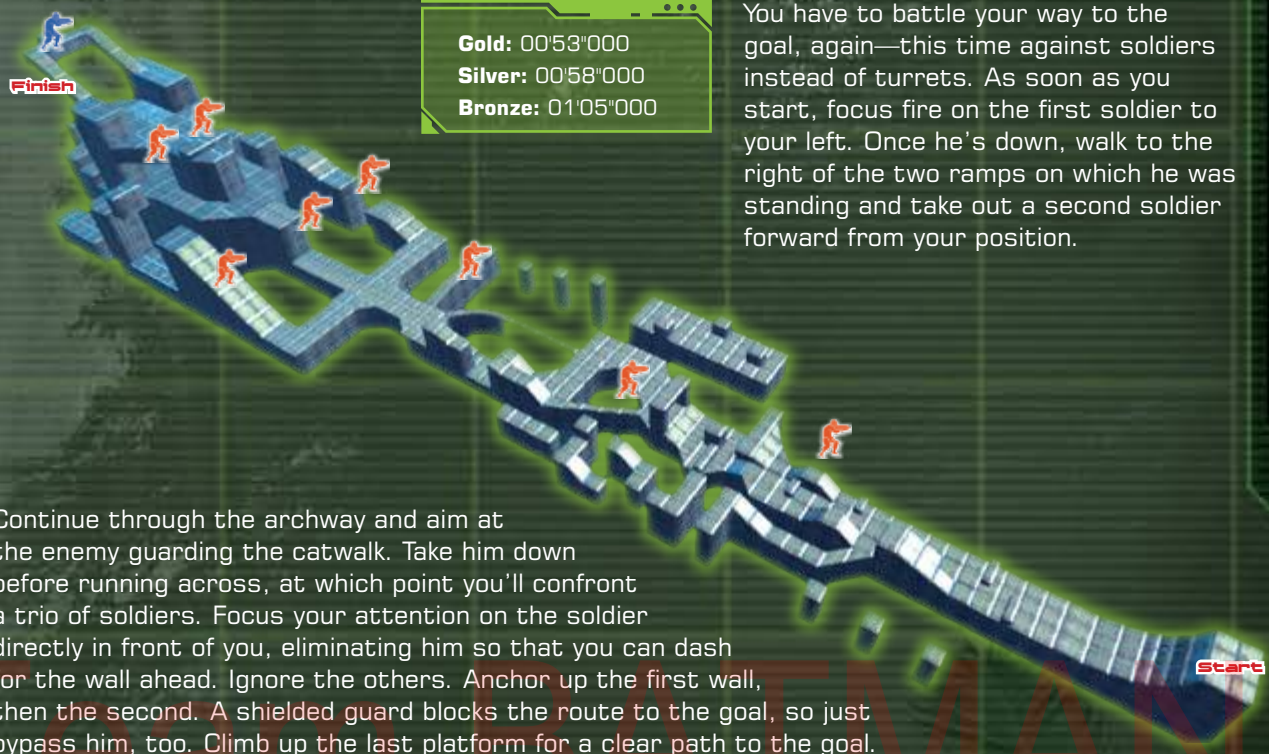 Finish
Gold: 00'53"000
Silver: 00'58"000
Bronze: 01'05"000
You have to battle your way to the
goal, again—this time against soldiers
instead of turrets. As soon as you
start, focus fire on the first soldier to
your left. Once he's down, walk to the
right of the two ramps on which he was
standing and take out a second soldier
forward from your position.
Continue through the archway and aim at
the enemy guarding the catwalk. Take him down
before running across, at which point you'll confront
a trio of soldiers. Focus your attention on the soldier
directly in front of you, eliminating him so that you can dash
for the wall ahead. Ignore the others. Anchor up the first wall,
then the second. A shielded guard blocks the route to the goal, so just
bypass him, too. Climb up the last platform for a clear path to the goal.
Start